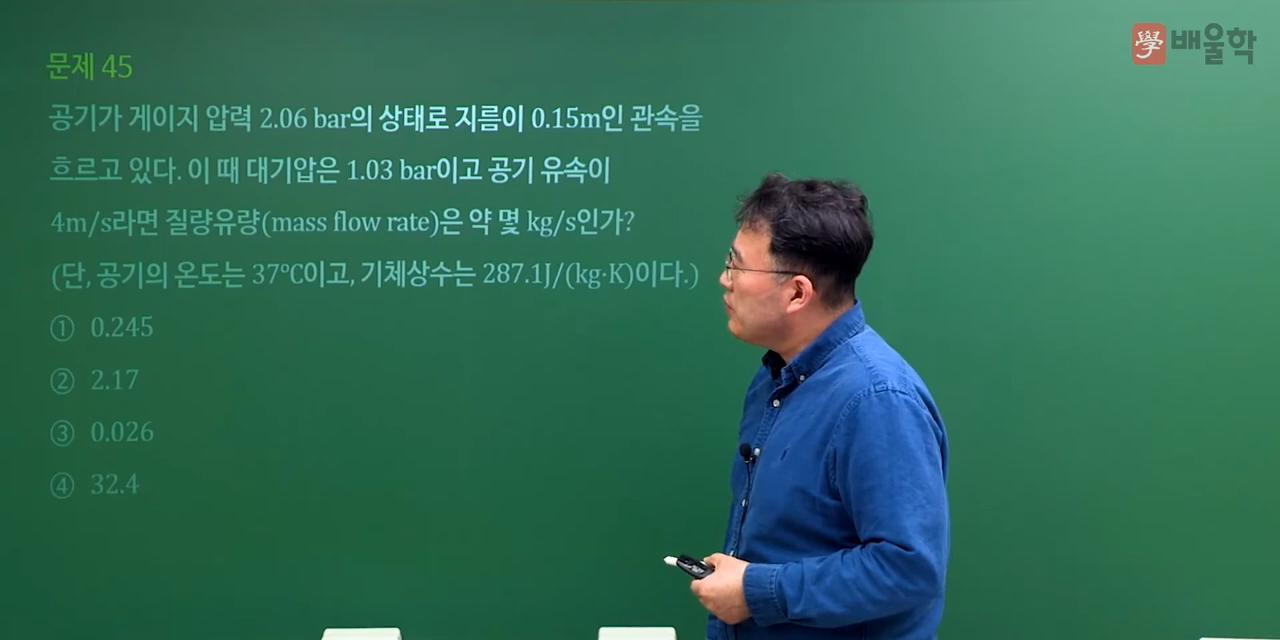 문제 45
공기가 게이지 압력 2.06 bar의 상태로 지름이 0.15m인 관속을
흐르고 있다. 이 때 대기압은 1.03 bar이고 공기 유속이
4m/s라면 질량유량(mass flow rate)은 약 몇 kg/s인가?
(단, 공기의 온도는 37℃이고, 기체상수는 287.1J/(kg·K)이다.)
① 0.245
② 2.17
③ 0.026
④ 32.4
學 배울학